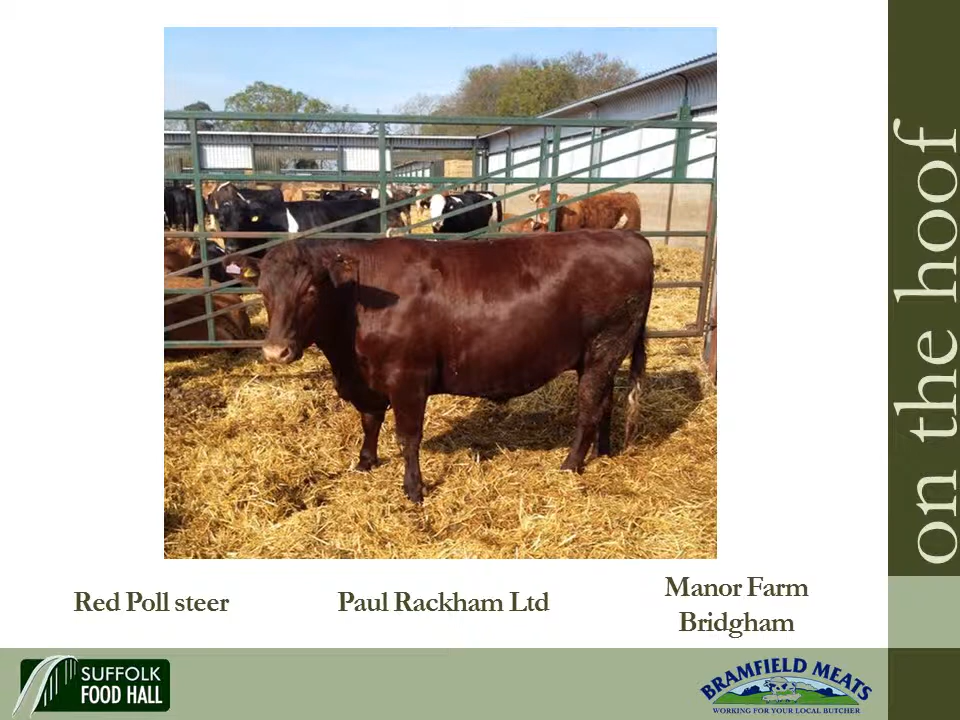 on the hoof
Red Poll steer
Paul Rackham Ltd
Manor Farm
Bridgham
SUFFOLK
FOOD HALL
BRAMFIELD MEATS
WORKING FOR YOUR LOCAL BUTCHER